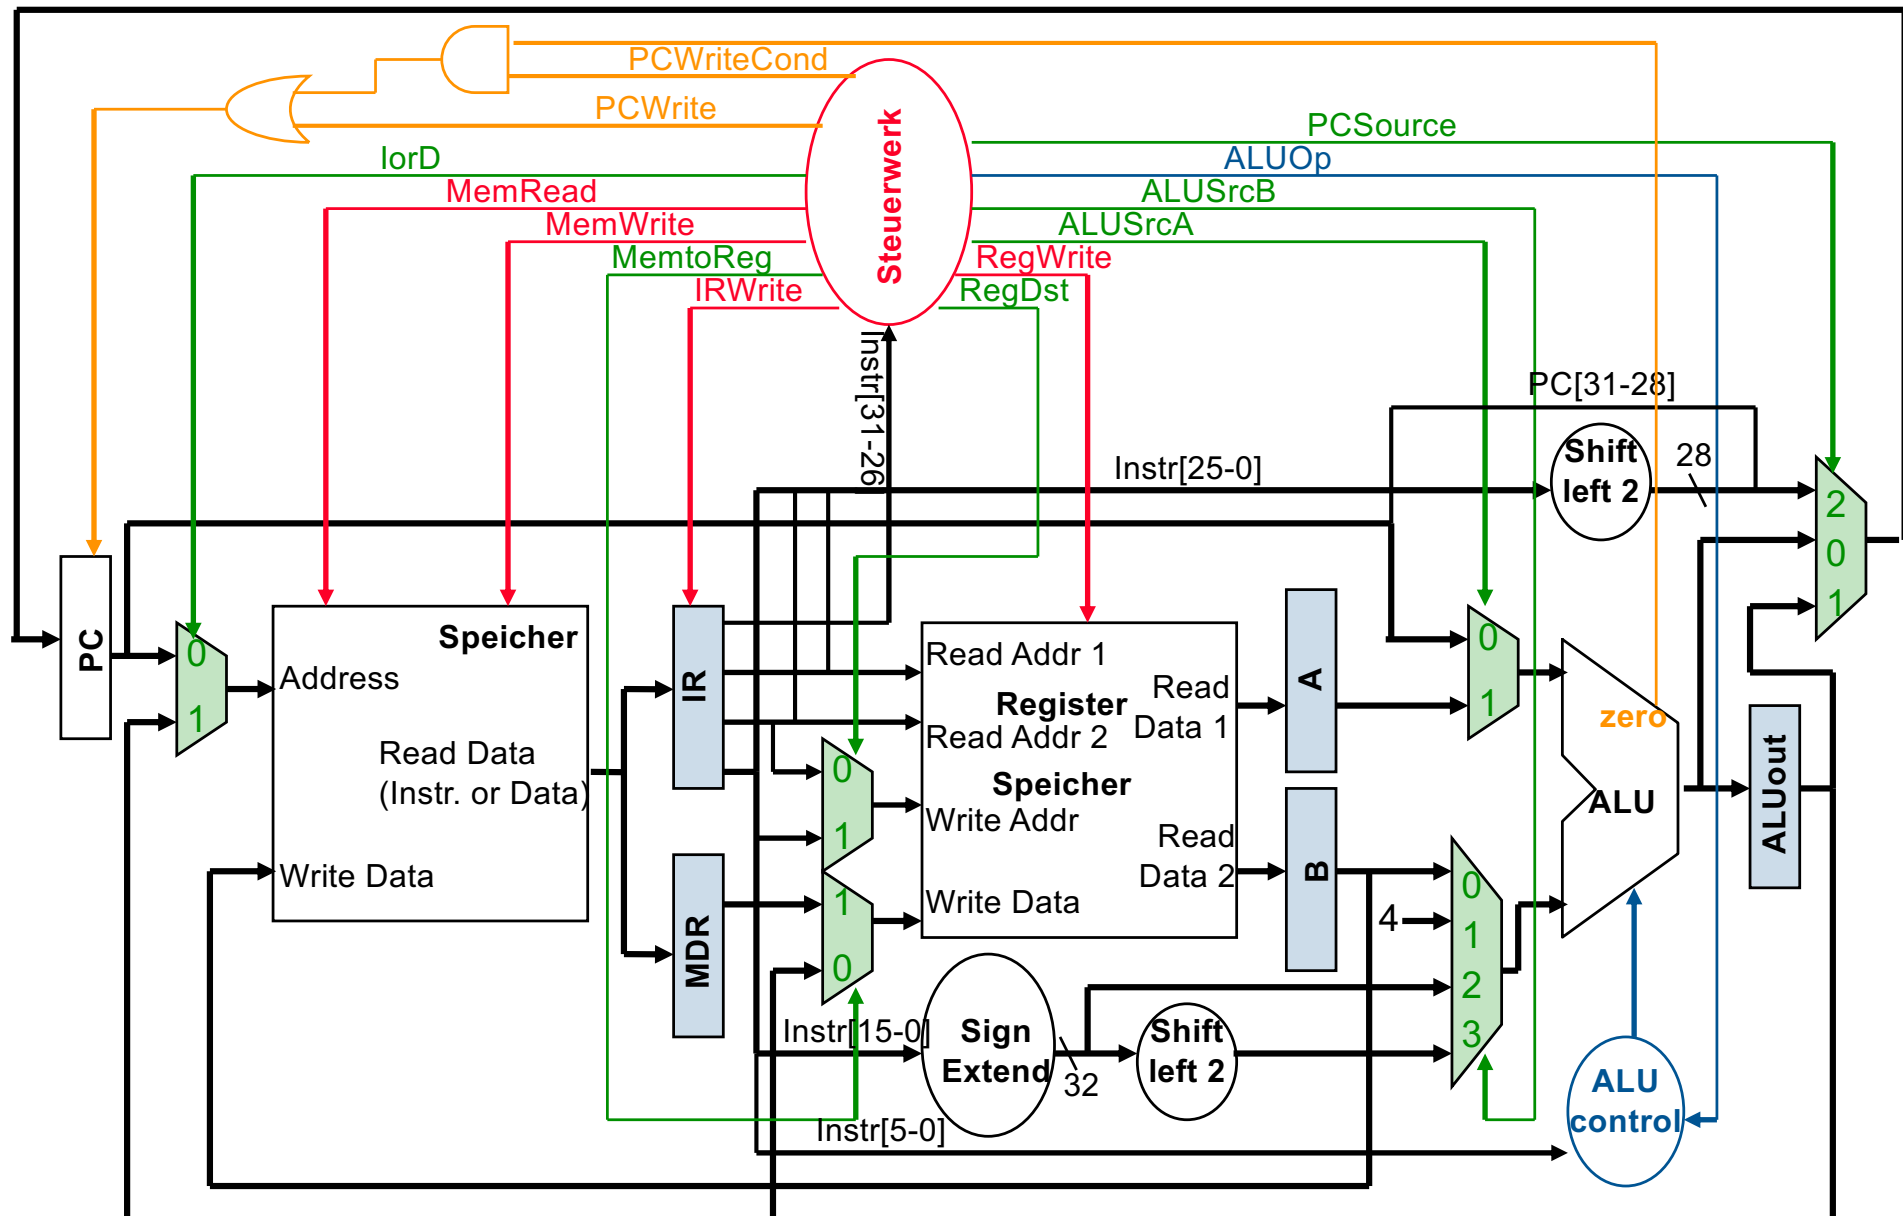 PCWriteCond
PCWrite
PCSource
IorD
ALUOp
MemRead
ALUSrcB
MemWrite
ALUSrcA
MemtoReg
RegWrite
IRWrite
RegDst
Steuerwerk
Instr[31-26]
PC[31-28]
Instr[25-0]
Shift
left 2
28
2
0
1
PC
0
1
Speicher
Address
Read Data
(Instr. or Data)
Write Data
IR
MDR
0
1
1
0
Read Addr 1
Register
Read Addr 2
Speicher
Write Addr
Write Data
Read
Data 1
Read
Data 2
A
B
0
1
4
0
1
2
3
zero
ALU
ALUout
Instr[15-0]
Sign
Extend
32
Shift
left 2
Instr[5-0]
ALU
control